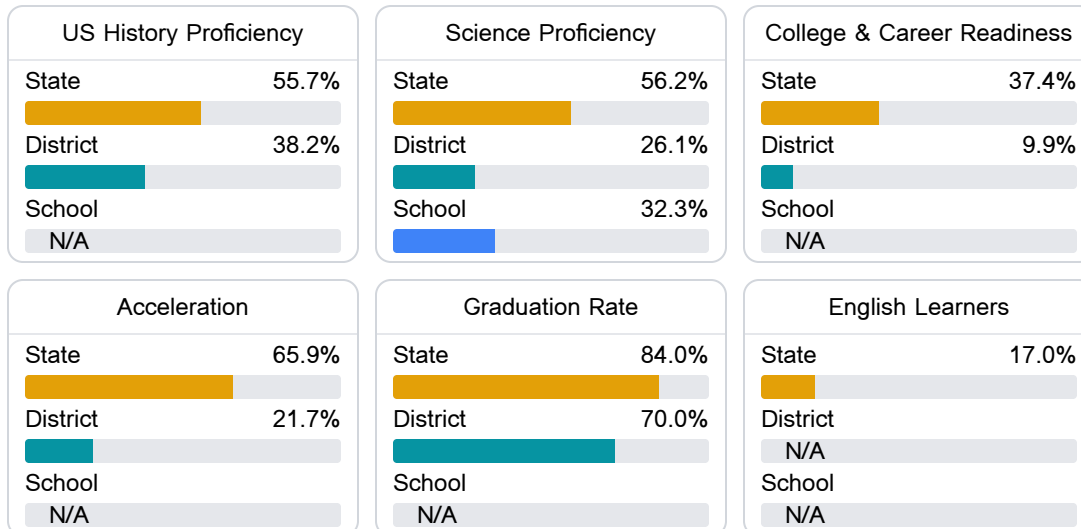 US History Proficiency
State 55.7%
District 38.2%
School
N/A
Science Proficiency
State 56.2%
District 26.1%
School 32.3%
College & Career Readiness
State 37.4%
District 9.9%
School
N/A
Acceleration
State 65.9%
District 21.7%
School
N/A
Graduation Rate
State 84.0%
District 70.0%
School
N/A
English Learners
State 17.0%
District
N/A
School
N/A